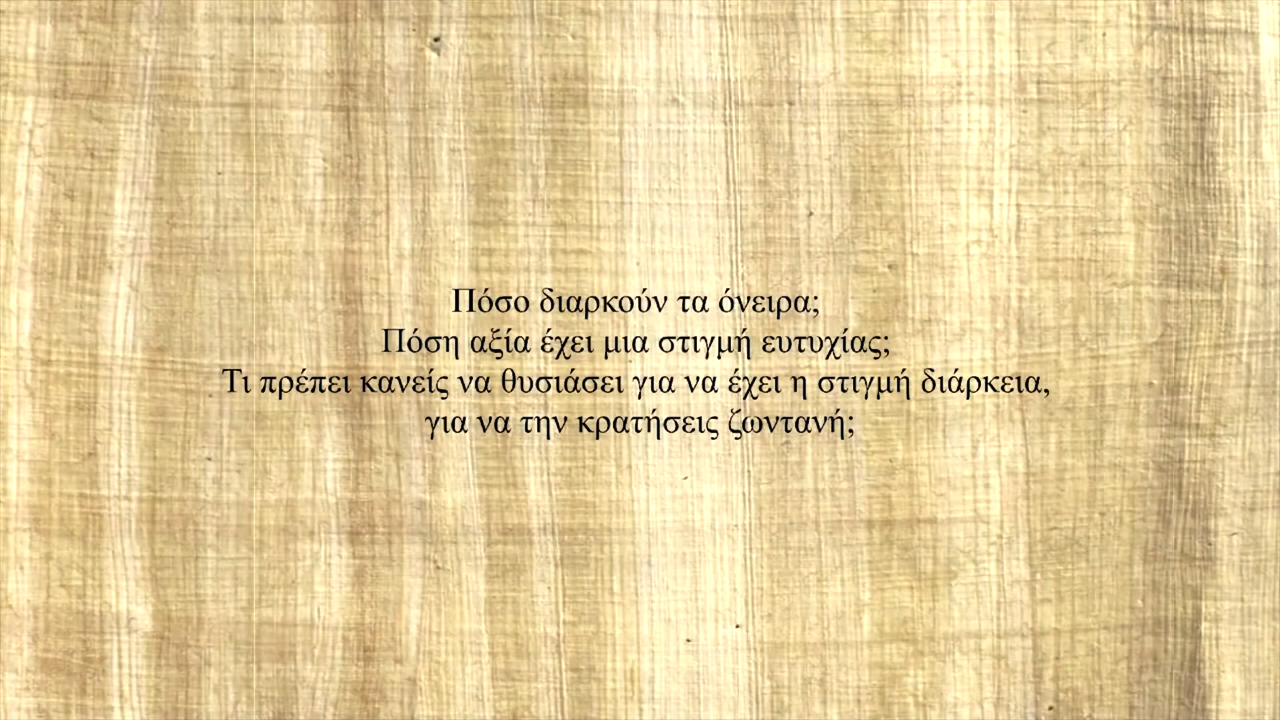 Πόσο διαρκούν τα όνειρα;
Πόση αξία έχει μια στιγμή ευτυχίας;
Τι πρέπει κανείς να θυσιάσει για να έχει η στιγμή διάρκεια,
για να την κρατήσεις ζωντανή;